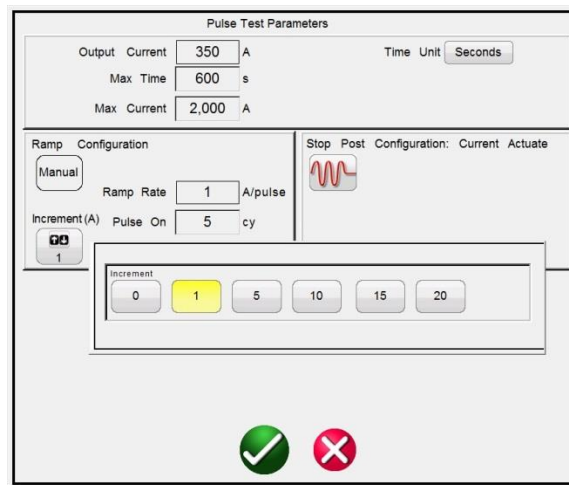 Pulse Test Parameters
Output Current 350 A Time Unit Seconds
Max Time 600 s
Max Current 2,000 A
Ramp Configuration
Manual
Ramp Rate 1 A/pulse
Increment (A) Pulse On 5 cy
1
Stop Post Configuration: Current Actuate
Increment
0 1 5 10 15 20